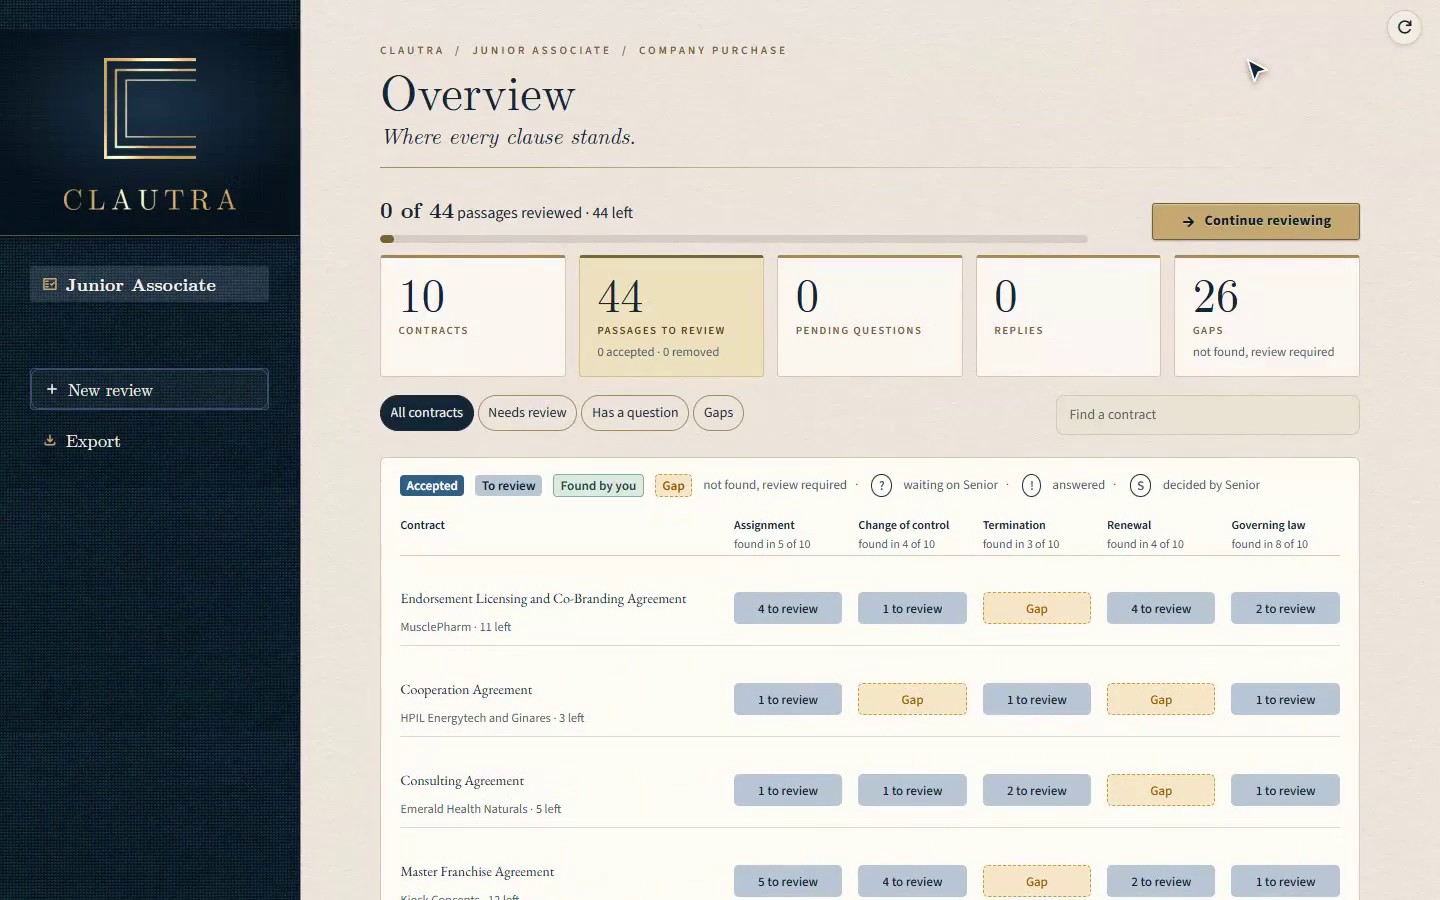 CLAUTRA
Junior Associate
+ New review
Export
CLAUTRA / JUNIOR ASSOCIATE / COMPANY PURCHASE
Overview
Where every clause stands.
0 of 44 passages reviewed · 44 left
→ Continue reviewing
10
CONTRACTS
44
PASSAGES TO REVIEW
0 accepted · 0 removed
0
PENDING QUESTIONS
0
REPLIES
26
GAPS
not found, review required
All contracts Needs review Has a question Gaps
Find a contract
Accepted To review Found by you Gap not found, review required · ? waiting on Senior · ! answered · S decided by Senior
Contract Assignment Change of control Termination Renewal Governing law
found in 5 of 10 found in 4 of 10 found in 3 of 10 found in 4 of 10 found in 8 of 10
Endorsement Licensing and Co-Branding Agreement
MusclePharm · 11 left
4 to review 1 to review Gap 4 to review 2 to review
Cooperation Agreement
HPIL Energytech and Ginares · 3 left
1 to review Gap 1 to review Gap 1 to review
Consulting Agreement
Emerald Health Naturals · 5 left
1 to review 1 to review 2 to review Gap 1 to review
Master Franchise Agreement
Kiosk Concepts · 12 left
5 to review 4 to review Gap 2 to review 1 to review